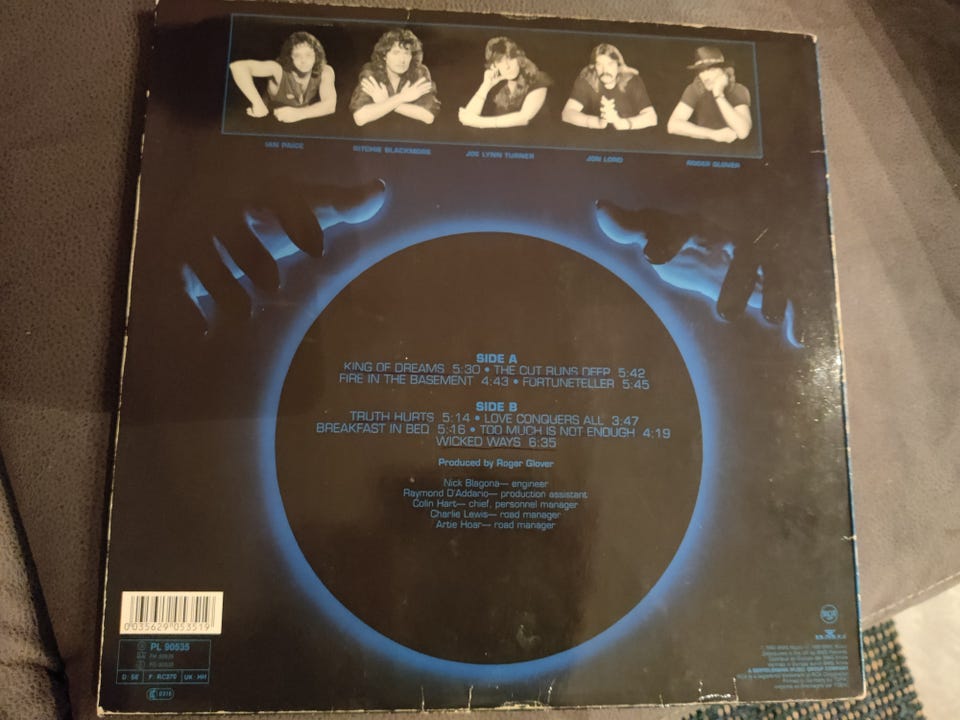 IAN PAICE RITCHIE BLACKMORE JOE LYNN TURNER JON LORD ROGER GLOVER
SIDE A
KING OF DREAMS 5:30 • THE CUT RUNS DEEP 5:42
FIRE IN THE BASEMENT 4:43 • FORTUNETELLER 5:45
SIDE B
TRUTH HURTS 5:14 • LOVE CONQUERS ALL 3:47
BREAKFAST IN BED 5:16 • TOO MUCH IS NOT ENOUGH 4:19
WICKED WAYS 6:35
Produced by Roger Glover
Nick Blagona— engineer
Raymond D'Addario— production assistant
Colin Hart— chief, personnel manager
Charlie Lewis— road manager
Artie Hoar— road manager
0 035629 053519
PL 90535
RCA
BMG